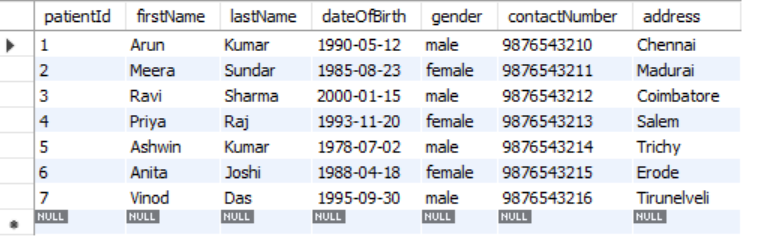 patientId firstName lastName dateOfBirth gender contactNumber address
1 Arun Kumar 1990-05-12 male 9876543210 Chennai
2 Meera Sundar 1985-08-23 female 9876543211 Madurai
3 Ravi Sharma 2000-01-15 male 9876543212 Coimbatore
4 Priya Raj 1993-11-20 female 9876543213 Salem
5 Ashwin Kumar 1978-07-02 male 9876543214 Trichy
6 Anita Joshi 1988-04-18 female 9876543215 Erode
7 Vinod Das 1995-09-30 male 9876543216 Tirunelveli
NULL NULL NULL NULL NULL NULL NULL